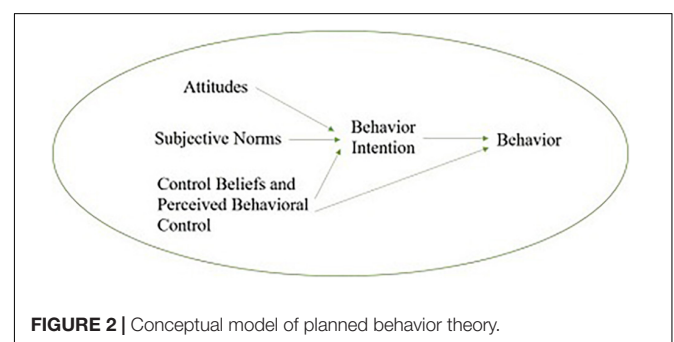 Attitudes
Subjective Norms
Behavior
Intention
Behavior
Control Beliefs and
Perceived Behavioral
Control
FIGURE 2 | Conceptual model of planned behavior theory.